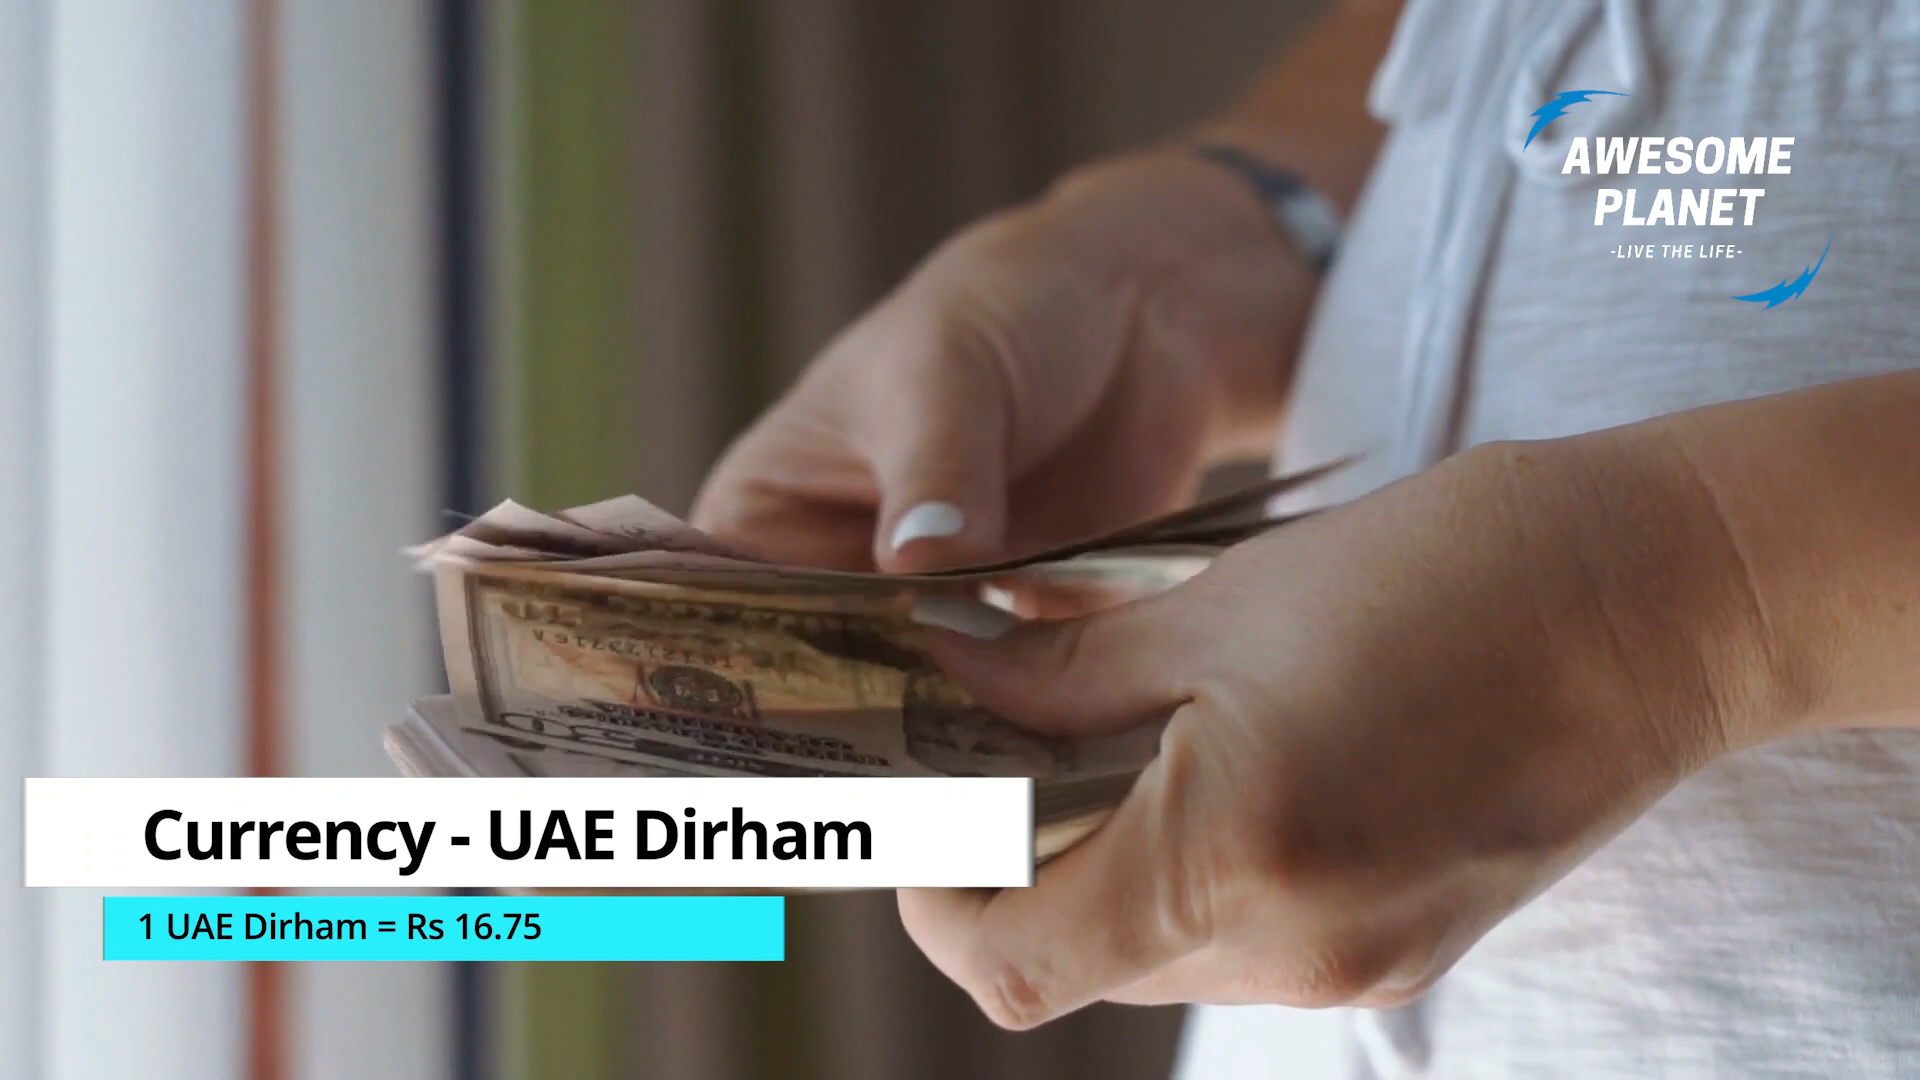 AWESOME
PLANET
-LIVE THE LIFE-
Currency - UAE Dirham
1 UAE Dirham = Rs 16.75